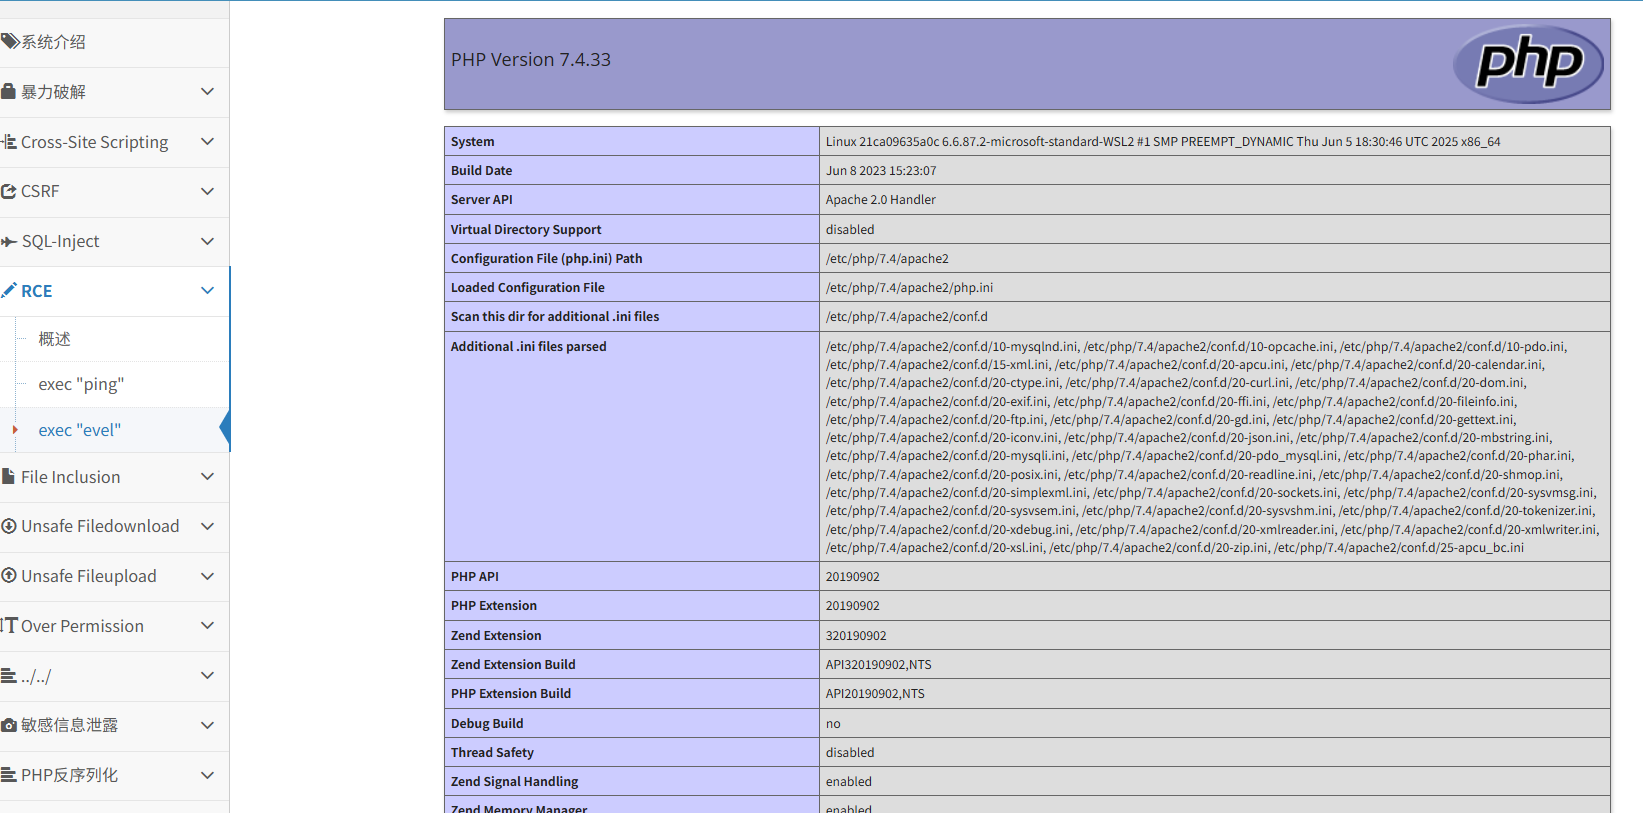 系统介绍
暴力破解
Cross-Site Scripting
CSRF
SQL-Inject
RCE
概述
exec "ping"
exec "evel"
File Inclusion
Unsafe Filedownload
Unsafe Fileupload
Over Permission
../../
敏感信息泄露
PHP反序列化
PHP Version 7.4.33
php
System Linux 21ca09635a0c 6.6.87.2-microsoft-standard-WSL2 #1 SMP PREEMPT_DYNAMIC Thu Jun 5 18:30:46 UTC 2025 x86_64
Build Date Jun 8 2023 15:23:07
Server API Apache 2.0 Handler
Virtual Directory Support disabled
Configuration File (php.ini) Path /etc/php/7.4/apache2
Loaded Configuration File /etc/php/7.4/apache2/php.ini
Scan this dir for additional .ini files /etc/php/7.4/apache2/conf.d
Additional .ini files parsed /etc/php/7.4/apache2/conf.d/10-mysqlnd.ini, /etc/php/7.4/apache2/conf.d/10-opcache.ini, /etc/php/7.4/apache2/conf.d/10-pdo.ini,
/etc/php/7.4/apache2/conf.d/15-xml.ini, /etc/php/7.4/apache2/conf.d/20-apcu.ini, /etc/php/7.4/apache2/conf.d/20-calendar.ini,
/etc/php/7.4/apache2/conf.d/20-ctype.ini, /etc/php/7.4/apache2/conf.d/20-curl.ini, /etc/php/7.4/apache2/conf.d/20-dom.ini,
/etc/php/7.4/apache2/conf.d/20-exif.ini, /etc/php/7.4/apache2/conf.d/20-ffi.ini, /etc/php/7.4/apache2/conf.d/20-fileinfo.ini,
/etc/php/7.4/apache2/conf.d/20-ftp.ini, /etc/php/7.4/apache2/conf.d/20-gd.ini, /etc/php/7.4/apache2/conf.d/20-gettext.ini,
/etc/php/7.4/apache2/conf.d/20-iconv.ini, /etc/php/7.4/apache2/conf.d/20-json.ini, /etc/php/7.4/apache2/conf.d/20-mbstring.ini,
/etc/php/7.4/apache2/conf.d/20-mysqli.ini, /etc/php/7.4/apache2/conf.d/20-pdo_mysql.ini, /etc/php/7.4/apache2/conf.d/20-phar.ini,
/etc/php/7.4/apache2/conf.d/20-posix.ini, /etc/php/7.4/apache2/conf.d/20-readline.ini, /etc/php/7.4/apache2/conf.d/20-shmop.ini,
/etc/php/7.4/apache2/conf.d/20-simplexml.ini, /etc/php/7.4/apache2/conf.d/20-sockets.ini, /etc/php/7.4/apache2/conf.d/20-sysvmsg.ini,
/etc/php/7.4/apache2/conf.d/20-sysvsem.ini, /etc/php/7.4/apache2/conf.d/20-sysvshm.ini, /etc/php/7.4/apache2/conf.d/20-tokenizer.ini,
/etc/php/7.4/apache2/conf.d/20-xdebug.ini, /etc/php/7.4/apache2/conf.d/20-xmlreader.ini, /etc/php/7.4/apache2/conf.d/20-xmlwriter.ini,
/etc/php/7.4/apache2/conf.d/20-xsl.ini, /etc/php/7.4/apache2/conf.d/20-zip.ini, /etc/php/7.4/apache2/conf.d/25-apcu_bc.ini
PHP API 20190902
PHP Extension 20190902
Zend Extension 320190902
Zend Extension Build API320190902,NTS
PHP Extension Build API20190902,NTS
Debug Build no
Thread Safety disabled
Zend Signal Handling enabled
Zend Memory Manager enabled